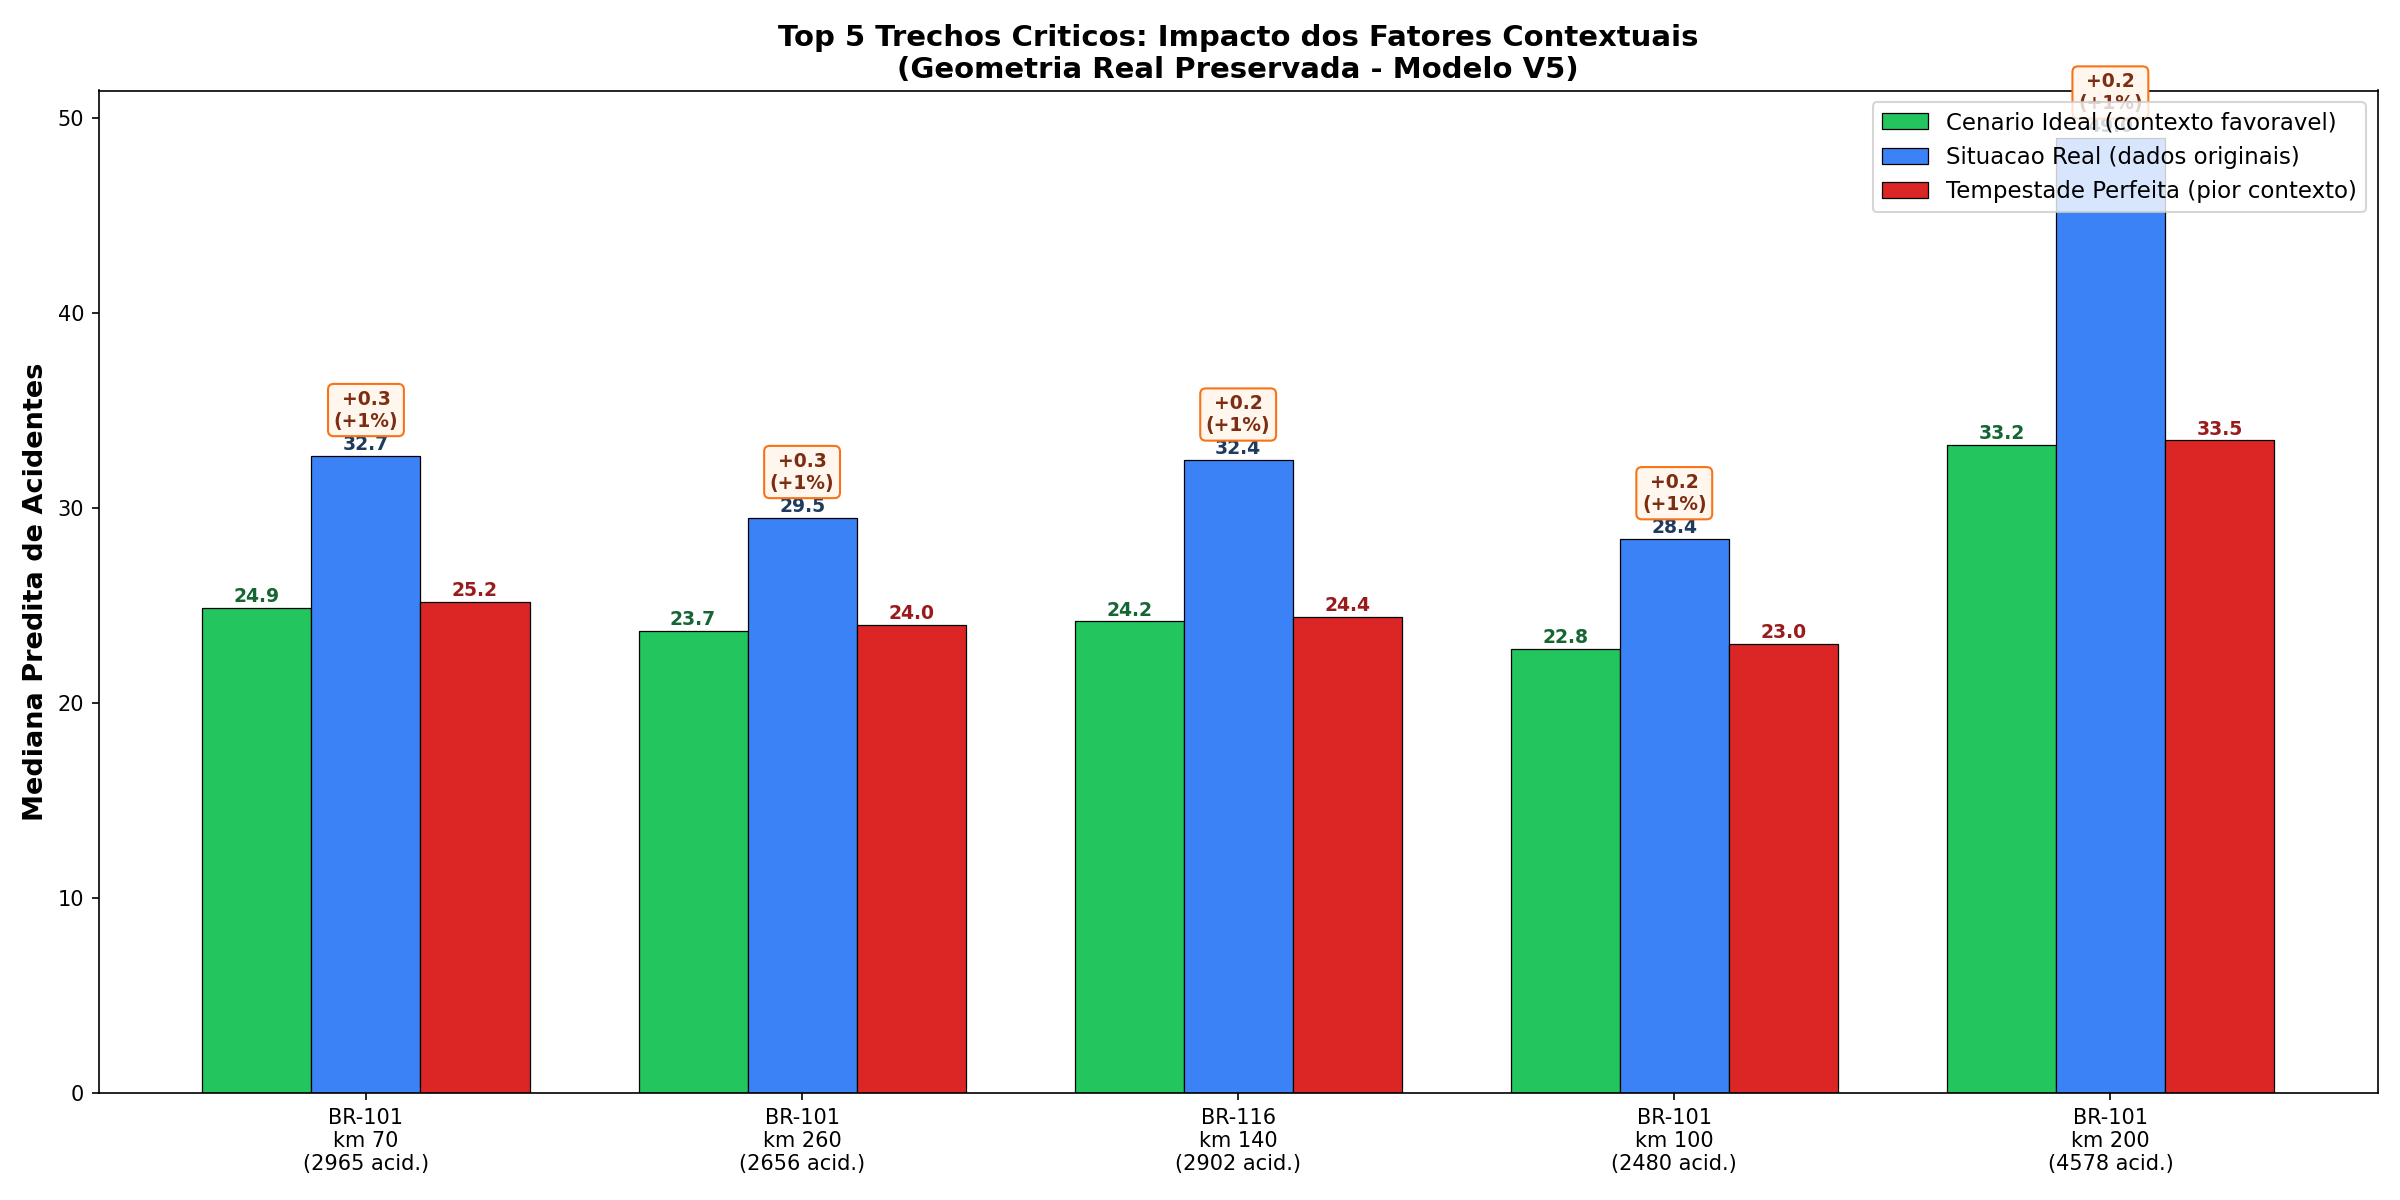 Top 5 Trechos Criticos: Impacto dos Fatores Contextuais
(Geometria Real Preservada - Modelo V5)
Mediana Predita de Acidentes
50
40
30
20
10
0
Cenario Ideal (contexto favoravel)
Situacao Real (dados originais)
Tempestade Perfeita (pior contexto)
+0.3
(+1%)
32.7
24.9
25.2
+0.3
(+1%)
29.5
23.7
24.0
+0.2
(+1%)
32.4
24.2
24.4
+0.2
(+1%)
28.4
22.8
23.0
+0.2
(+1%)
33.2
33.5
BR-101
km 70
(2965 acid.)
BR-101
km 260
(2656 acid.)
BR-116
km 140
(2902 acid.)
BR-101
km 100
(2480 acid.)
BR-101
km 200
(4578 acid.)